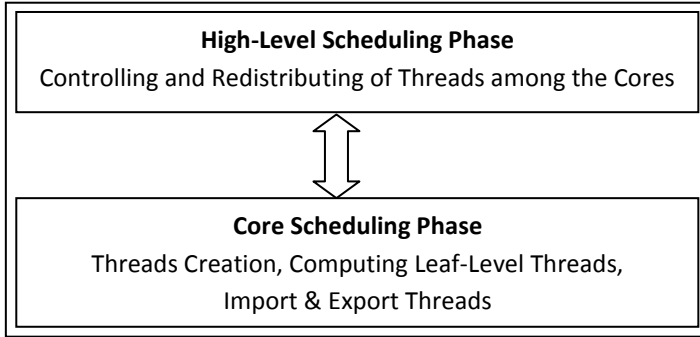 High-Level Scheduling Phase
Controlling and Redistributing of Threads among the Cores
Core Scheduling Phase
Threads Creation, Computing Leaf-Level Threads,
Import & Export Threads